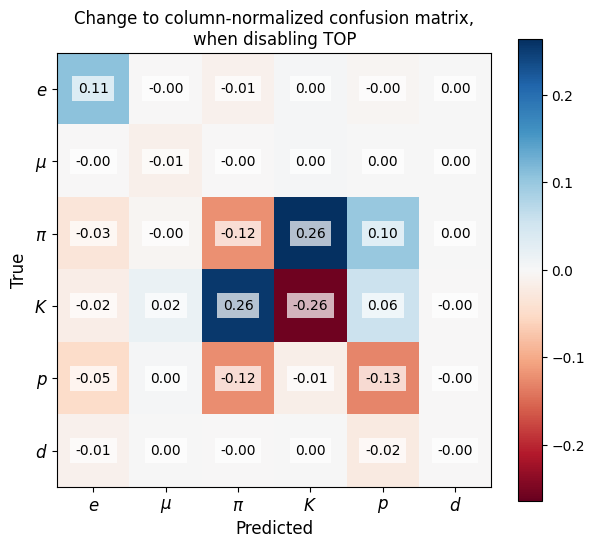 Change to column-normalized confusion matrix,
when disabling TOP
e 0.11 -0.00 -0.01 0.00 -0.00 0.00
μ -0.00 -0.01 -0.00 0.00 0.00 0.00
π -0.03 -0.00 -0.12 0.26 0.10 0.00
K -0.02 0.02 0.26 -0.26 0.06 -0.00
p -0.05 0.00 -0.12 -0.01 -0.13 -0.00
d -0.01 0.00 -0.00 0.00 -0.02 -0.00
e μ π K p d
Predicted
True
0.2
0.1
0.0
−0.1
−0.2